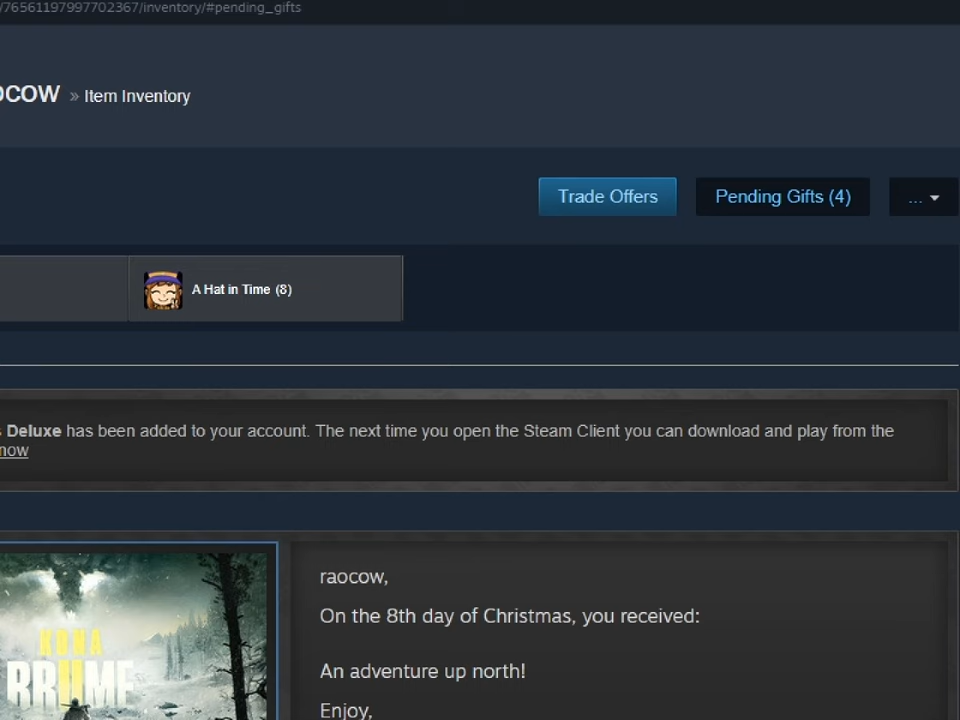 /76561197997702367/inventory/#pending_gifts
OCOW » Item Inventory
Trade Offers
Pending Gifts (4)
...
A Hat in Time (8)
s Deluxe has been added to your account. The next time you open the Steam Client you can download and play from the
now
raocow,
On the 8th day of Christmas, you received:
An adventure up north!
Enjoy,
KONA
BRUME